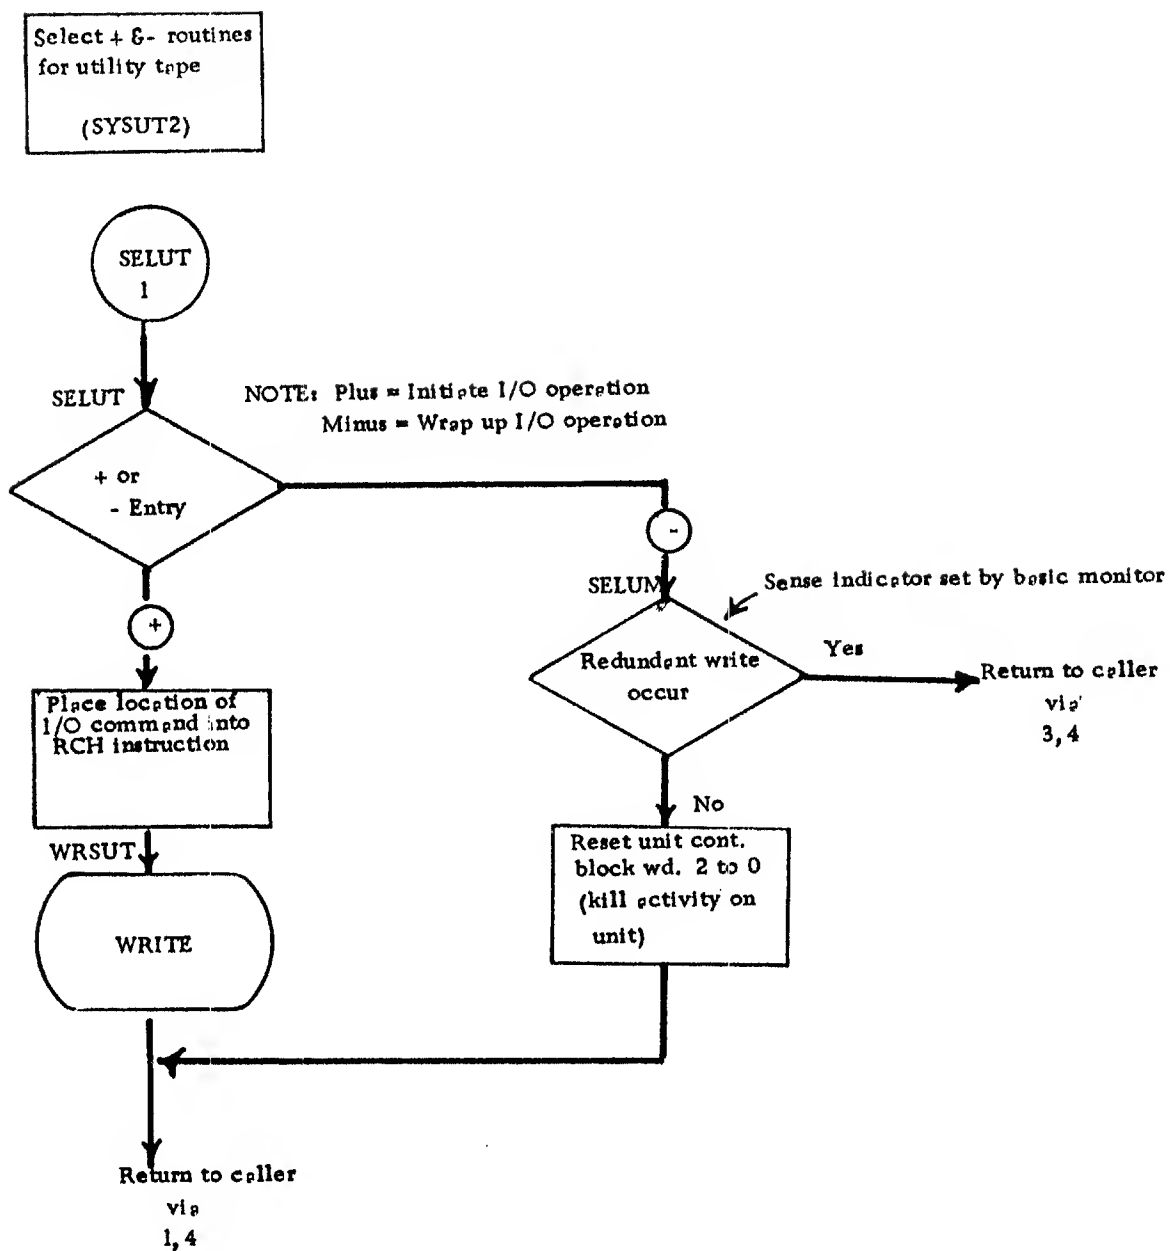 Select + &- routines
for utility tape
(SYSUT2)
SELUT
1
SELUT
NOTE: Plus = Initiate I/O operation
Minus = Wrap up I/O operation
+ or
- Entry
-
SELUM
Sense indicator set by basic monitor
+
Redundant write
occur
Yes
Return to caller
via
3, 4
Place location of
I/O command into
RCH instruction
No
WRSUT
Reset unit cont.
block wd. 2 to 0
(kill activity on
unit)
WRITE
Return to caller
via
1, 4